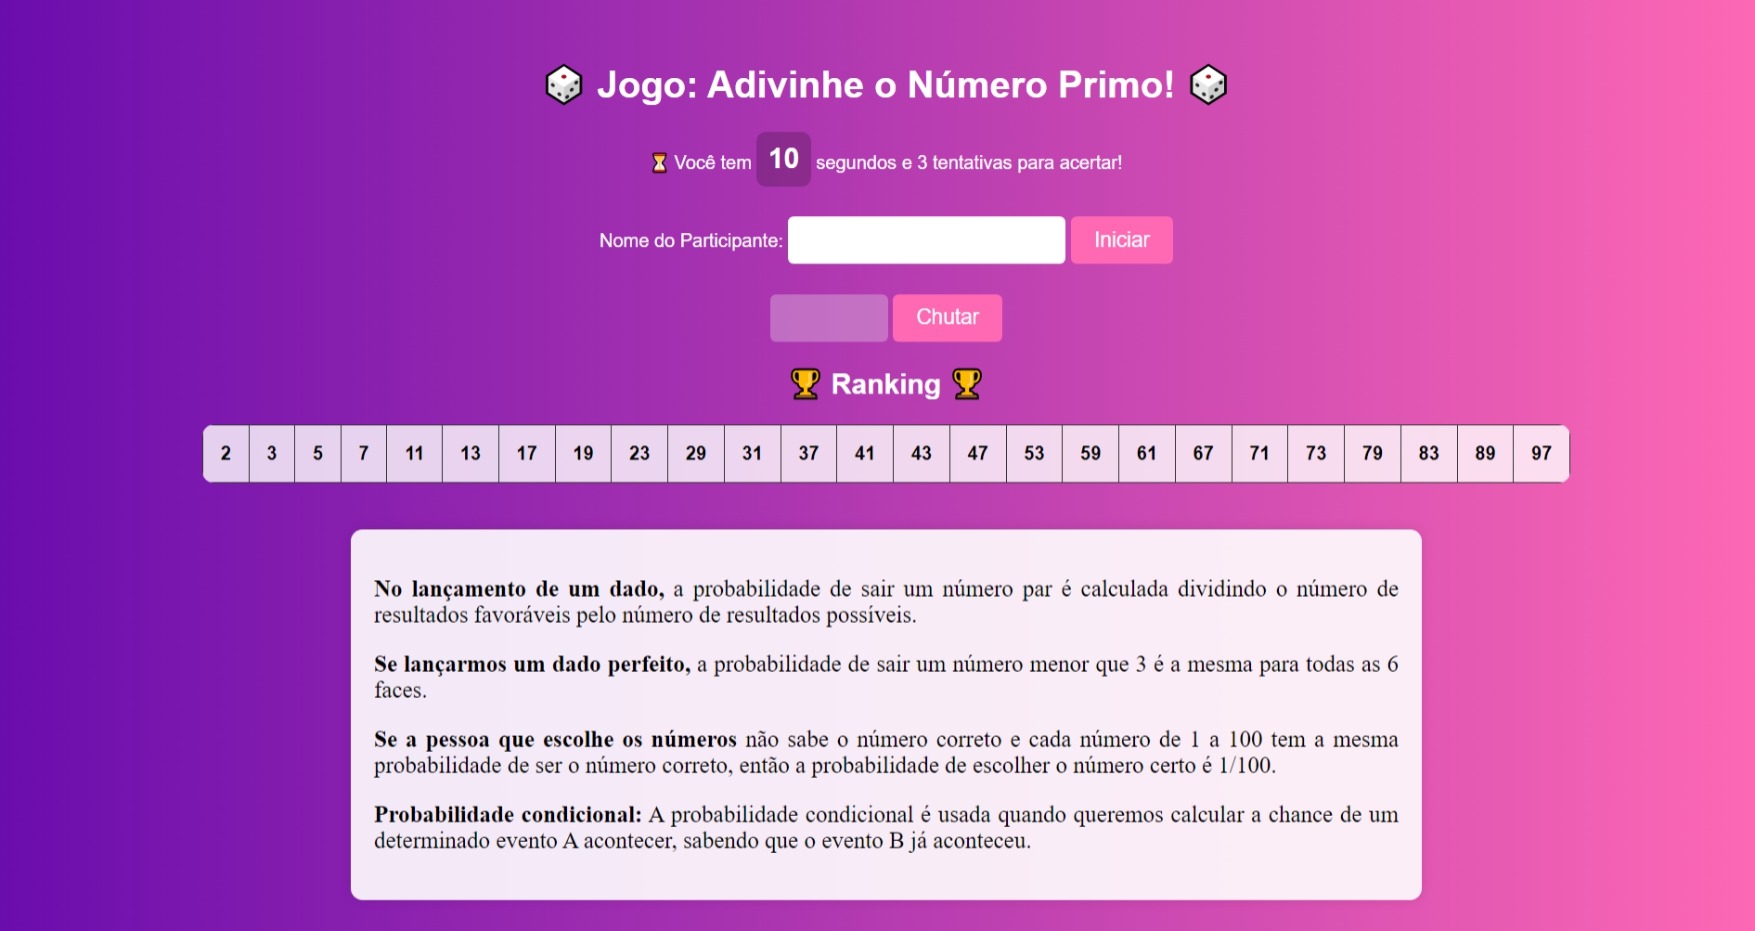 Jogo: Adivinhe o Número Primo!
Você tem 10 segundos e 3 tentativas para acertar!
Nome do Participante: Iniciar
Chutar
Ranking
2 3 5 7 11 13 17 19 23 29 31 37 41 43 47 53 59 61 67 71 73 79 83 89 97
No lançamento de um dado, a probabilidade de sair um número par é calculada dividindo o número de
resultados favoráveis pelo número de resultados possíveis.
Se lançarmos um dado perfeito, a probabilidade de sair um número menor que 3 é a mesma para todas as 6
faces.
Se a pessoa que escolhe os números não sabe o número correto e cada número de 1 a 100 tem a mesma
probabilidade de ser o número correto, então a probabilidade de escolher o número certo é 1/100.
Probabilidade condicional: A probabilidade condicional é usada quando queremos calcular a chance de um
determinado evento A acontecer, sabendo que o evento B já aconteceu.